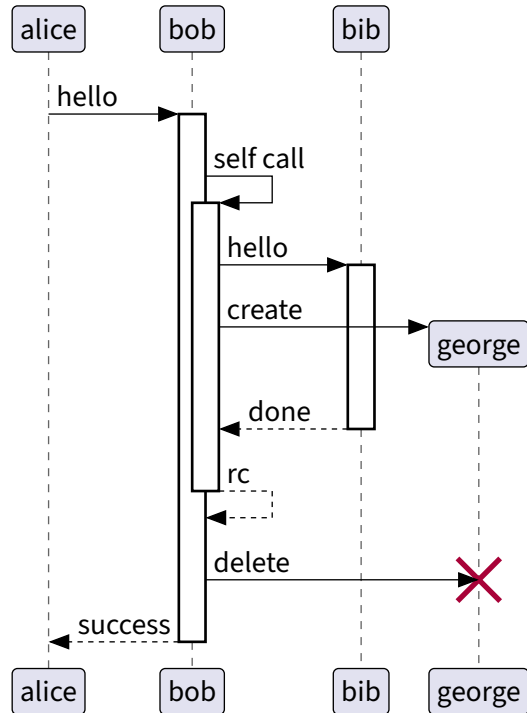 alice
bob
bib
hello
self call
hello
create
george
done
rc
delete
success
alice
bob
bib
george